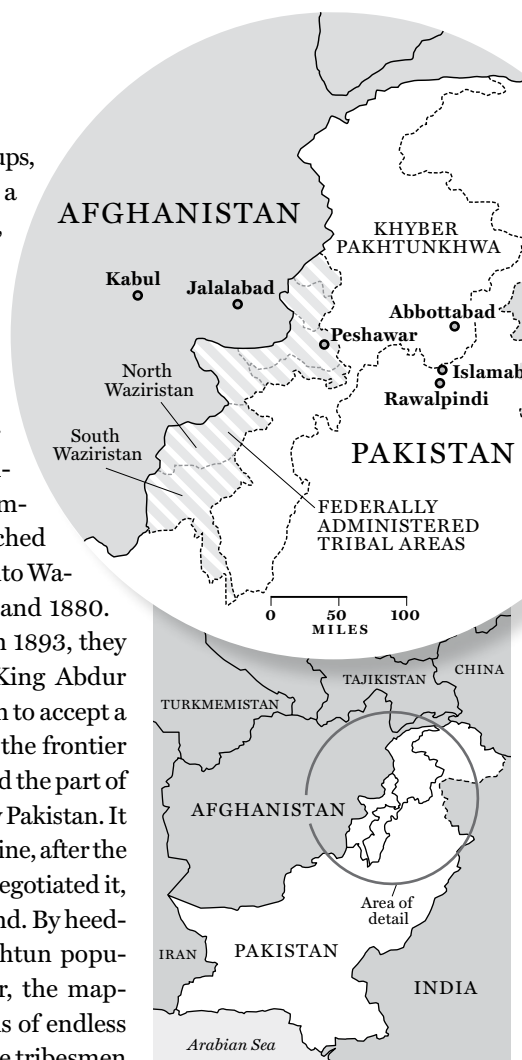 ups,
a
AFGHANISTAN
KHYBER
PAKHTUNKHWA
Kabul
Jalalabad
Abbottabad
Peshawar
Islamab
Rawalpindi
North
Waziristan
South
Waziristan
PAKISTAN
FEDERALLY
ADMINISTERED
TRIBAL AREAS
0 50 100
MILES
m-
ched
to Wa-
and 1880.
n 1893, they
King Abdur
n to accept a
the frontier
d the part of
y Pakistan. It
ine, after the
egotiated it,
nd. By heed-
htun popu-
r, the map-
s of endless
e tribesmen
TURKMENISTAN
TAJIKISTAN
CHINA
AFGHANISTAN
Area of
detail
IRAN
PAKISTAN
INDIA
Arabian Sea